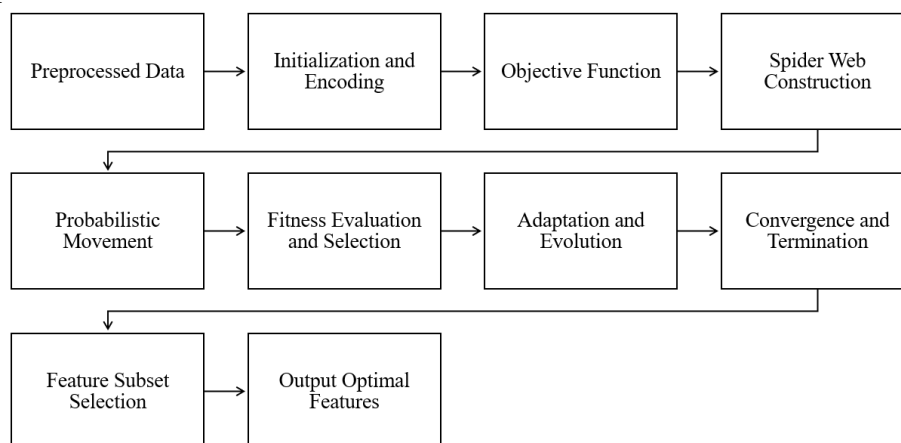 Preprocessed Data
Initialization and
Encoding
Objective Function
Spider Web
Construction
Probabilistic
Movement
Fitness Evaluation
and Selection
Adaptation and
Evolution
Convergence and
Termination
Feature Subset
Selection
Output Optimal
Features